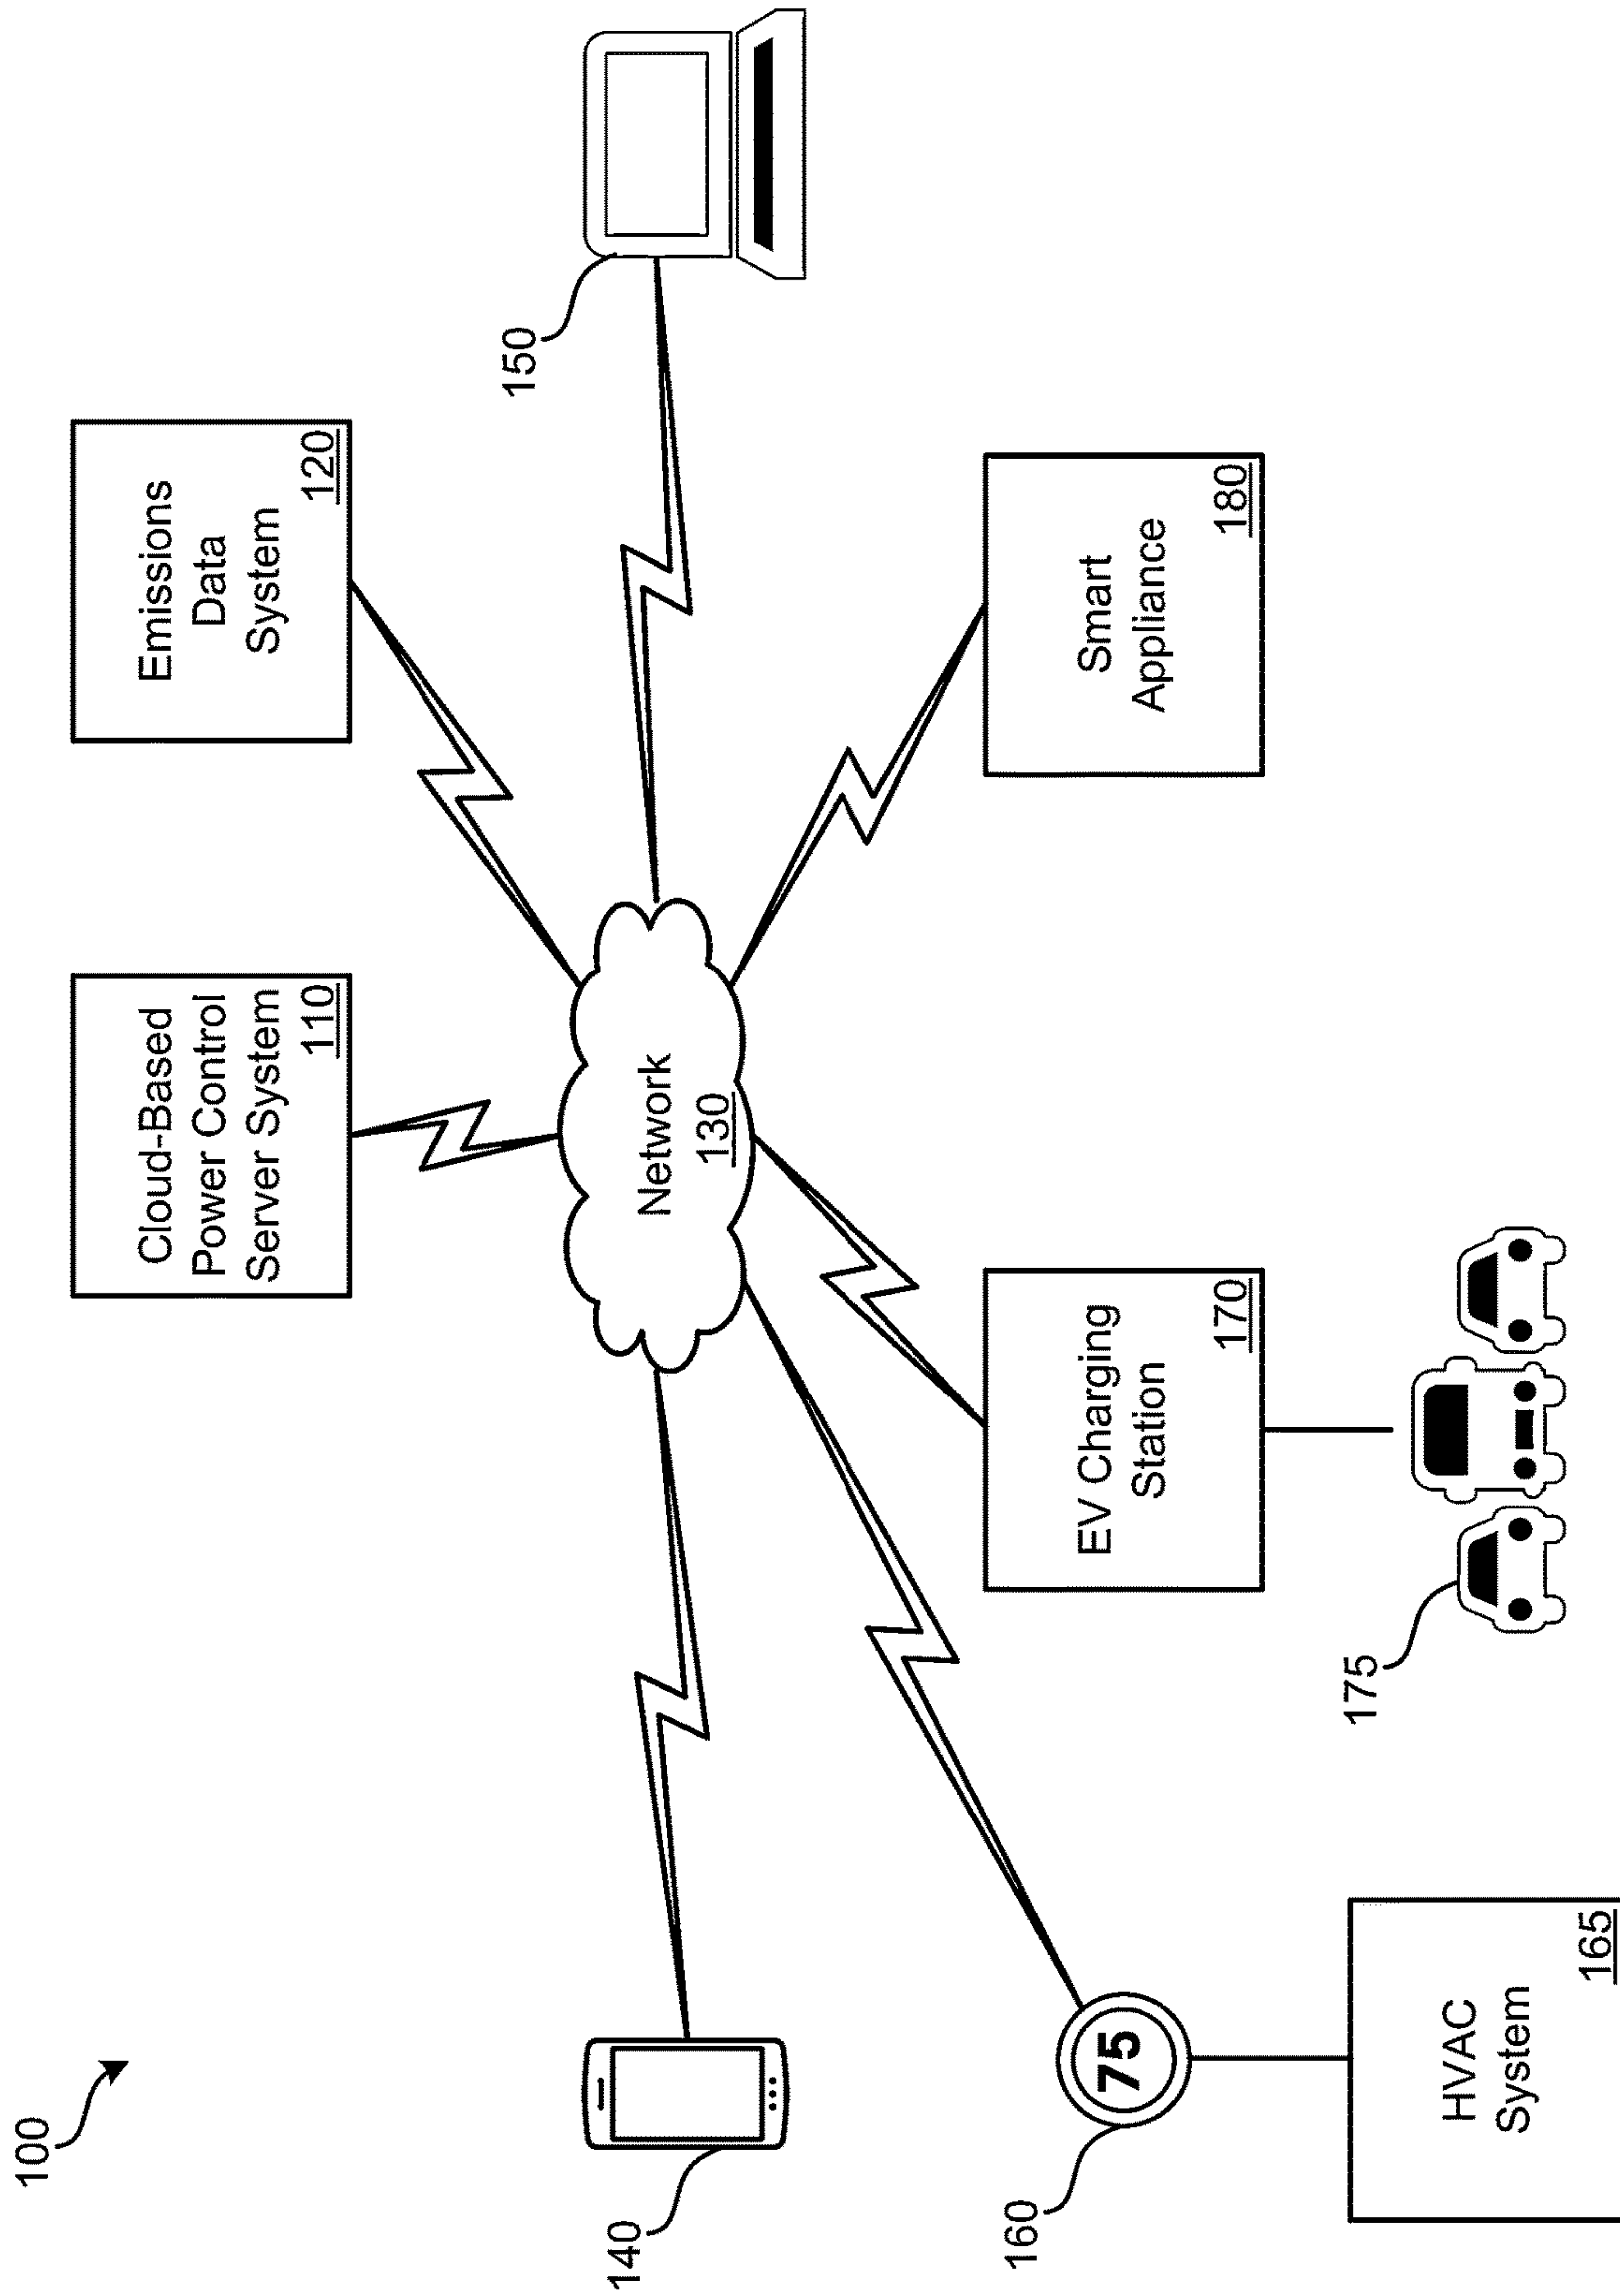 100
Cloud-Based
Power Control
Server System
110
Emissions
Data
System
120
140
Network
130
150
160
75
HVAC
System
165
EV Charging
Station
170
175
Smart
Appliance
180